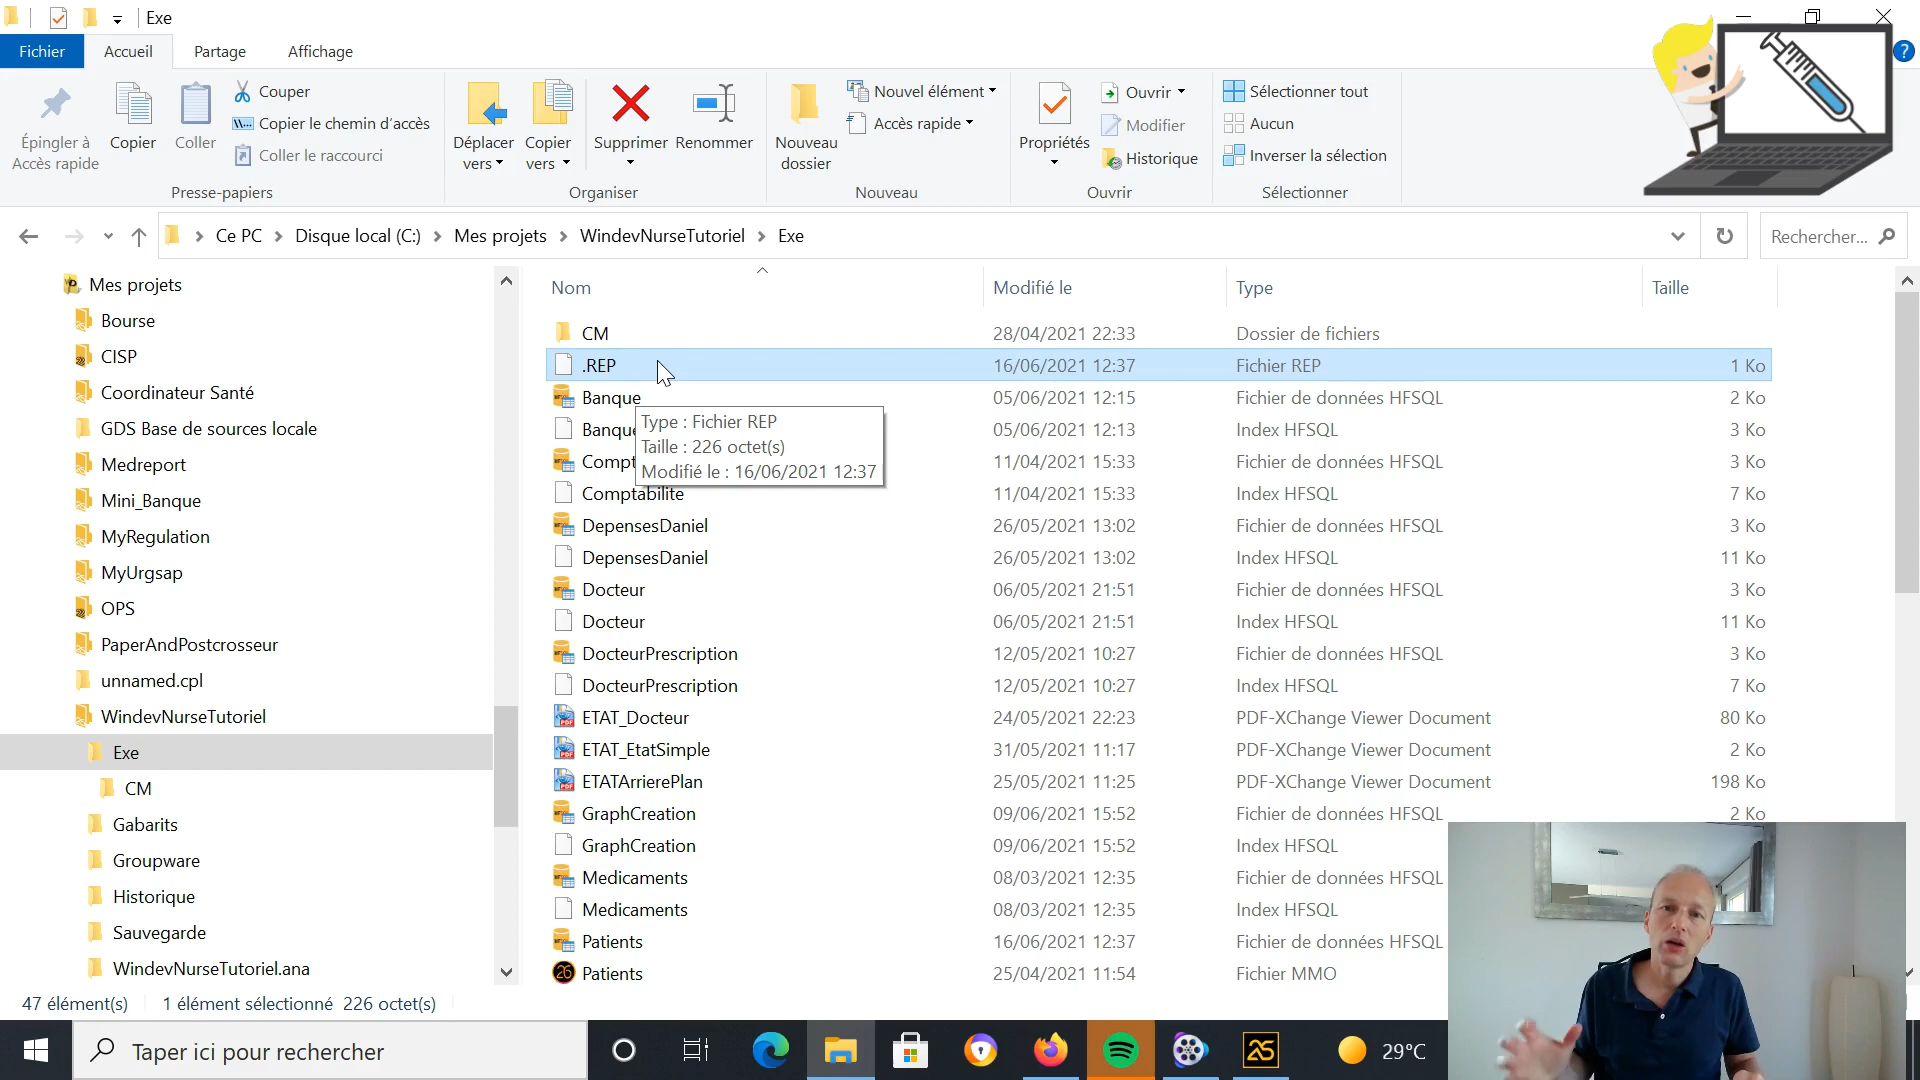 Exe
Fichier
Accueil
Partage
Affichage
?
Épingler à
Accès rapide
Copier
Coller
Couper
Copier le chemin d'accès
Coller le raccourci
Presse-papiers
Déplacer
vers
Copier
vers
Supprimer
Renommer
Organiser
Nouveau
dossier
Nouvel élément
Accès rapide
Nouveau
Propriétés
Ouvrir
Modifier
Historique
Ouvrir
Sélectionner tout
Aucun
Inverser la sélection
Sélectionner
Ce PC > Disque local (C:) > Mes projets > WindevNurseTutoriel > Exe
Rechercher...
Mes projets
Bourse
CISP
Coordinateur Santé
GDS Base de sources locale
Medreport
Mini_Banque
MyRegulation
MyUrgsap
OPS
PaperAndPostcrosseur
unnamed.cpl
WindevNurseTutoriel
Exe
CM
Gabarits
Groupware
Historique
Sauvegarde
WindevNurseTutoriel.ana
Nom Modifié le Type Taille
CM 28/04/2021 22:33 Dossier de fichiers
.REP 16/06/2021 12:37 Fichier REP 1 Ko
Banque 05/06/2021 12:15 Fichier de données HFSQL 2 Ko
Banque 05/06/2021 12:13 Index HFSQL 3 Ko
Compt 11/04/2021 15:33 Fichier de données HFSQL 3 Ko
Comptabilite 11/04/2021 15:33 Index HFSQL 7 Ko
DepensesDaniel 26/05/2021 13:02 Fichier de données HFSQL 3 Ko
DepensesDaniel 26/05/2021 13:02 Index HFSQL 11 Ko
Docteur 06/05/2021 21:51 Fichier de données HFSQL 3 Ko
Docteur 06/05/2021 21:51 Index HFSQL 11 Ko
DocteurPrescription 12/05/2021 10:27 Fichier de données HFSQL 3 Ko
DocteurPrescription 12/05/2021 10:27 Index HFSQL 7 Ko
ETAT_Docteur 24/05/2021 22:23 PDF-XChange Viewer Document 80 Ko
ETAT_EtatSimple 31/05/2021 11:17 PDF-XChange Viewer Document 2 Ko
ETATArrierePlan 25/05/2021 11:25 PDF-XChange Viewer Document 198 Ko
GraphCreation 09/06/2021 15:52 Fichier de données HFSQL 2 Ko
GraphCreation 09/06/2021 15:52 Index HFSQL
Medicaments 08/03/2021 12:35 Fichier de données HFSQL
Medicaments 08/03/2021 12:35 Index HFSQL
Patients 16/06/2021 12:37 Fichier de données HFSQL
Patients 25/04/2021 11:54 Fichier MMO
Type : Fichier REP
Taille : 226 octet(s)
Modifié le : 16/06/2021 12:37
47 élément(s) 1 élément sélectionné 226 octet(s)
Taper ici pour rechercher
29°C